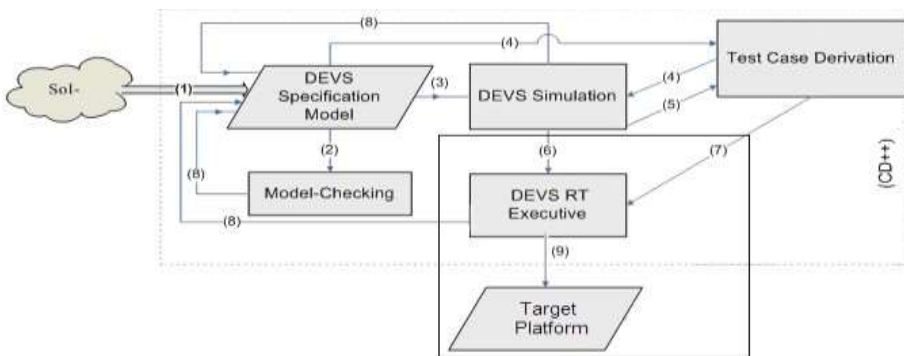 (8)
(4)
SoI-
(1)
DEVS
Specification
Model
(3)
DEVS Simulation
(4)
(5)
Test Case Derivation
(2)
(6)
(7)
(8)
Model-Checking
DEVS RT
Executive
(CD++)
(8)
(9)
Target
Platform